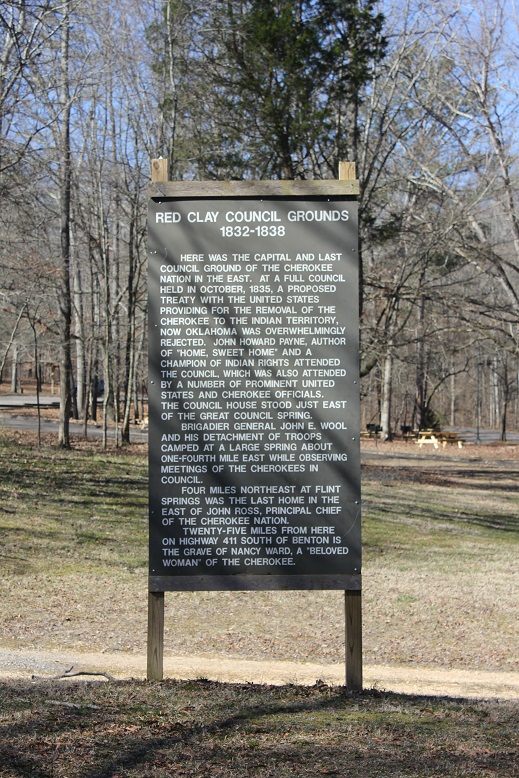 RED CLAY COUNCIL GROUNDS
1832-1838
HERE WAS THE CAPITAL AND LAST
COUNCIL GROUND OF THE CHEROKEE
NATION IN THE EAST. AT A FULL COUNCIL
HELD IN OCTOBER, 1835, A PROPOSED
TREATY WITH THE UNITED STATES
PROVIDING FOR THE REMOVAL OF THE
CHEROKEE TO THE INDIAN TERRITORY,
NOW OKLAHOMA WAS OVERWHELMINGLY
REJECTED. JOHN HOWARD PAYNE, AUTHOR
OF "HOME, SWEET HOME" AND A
CHAMPION OF INDIAN RIGHTS ATTENDED
THE COUNCIL, WHICH WAS ALSO ATTENDED
BY A NUMBER OF PROMINENT UNITED
STATES AND CHEROKEE OFFICIALS.
THE COUNCIL HOUSE STOOD JUST EAST
OF THE GREAT COUNCIL SPRING.
BRIGADIER GENERAL JOHN E. WOOL
AND HIS DETACHMENT OF TROOPS
CAMPED AT A LARGE SPRING ABOUT
ONE-FOURTH MILE EAST WHILE OBSERVING
MEETINGS OF THE CHEROKEES IN
COUNCIL.
FOUR MILES NORTHEAST AT FLINT
SPRINGS WAS THE LAST HOME IN THE
EAST OF JOHN ROSS, PRINCIPAL CHIEF
OF THE CHEROKEE NATION.
TWENTY-FIVE MILES FROM HERE
ON HIGHWAY 411 SOUTH OF BENTON IS
THE GRAVE OF NANCY WARD, A "BELOVED
WOMAN" OF THE CHEROKEE.